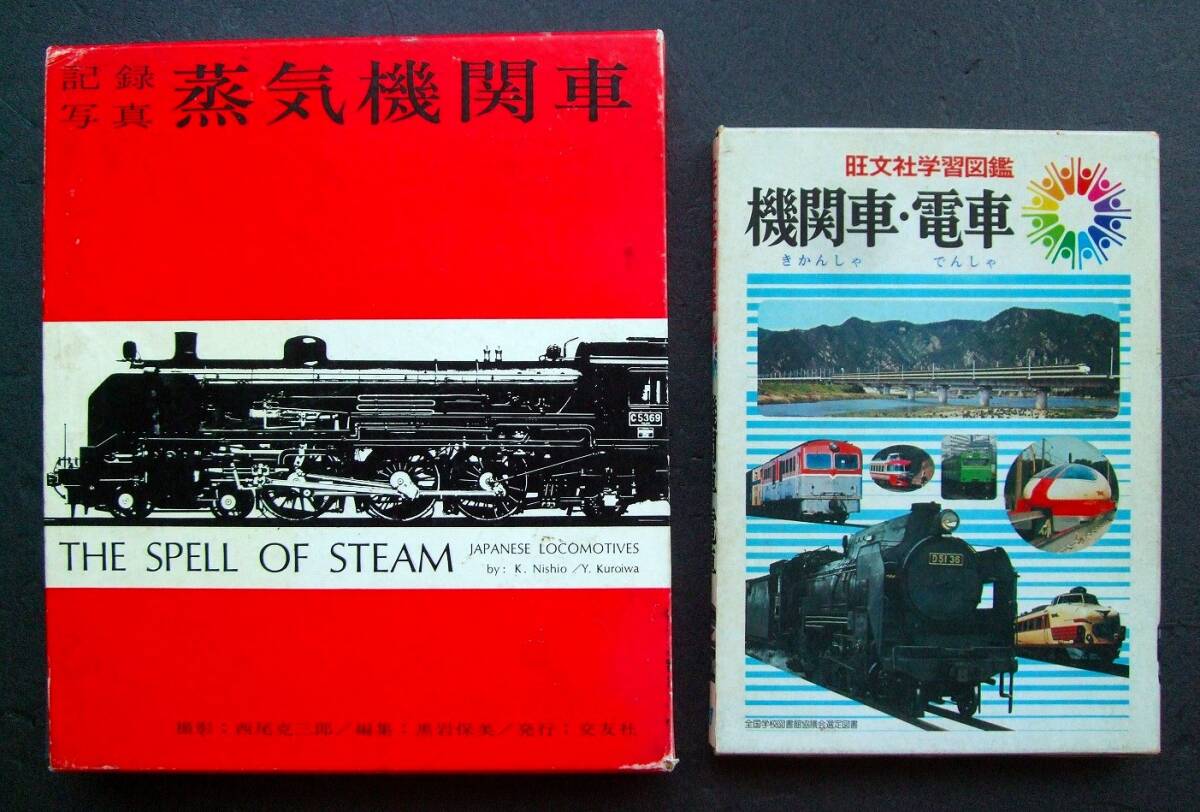 記録
写真
蒸気機関車
C5369
THE SPELL OF STEAM
JAPANESE LOCOMOTIVES
by: K. Nishio /Y. Kuroiwa
撮影;西尾克三郎/編集;黒岩保美/発行;交友社
旺文社学習図鑑
機関車・電車
きかんしゃ でんしゃ
D51 36
全国学校図書館協議会選定図書